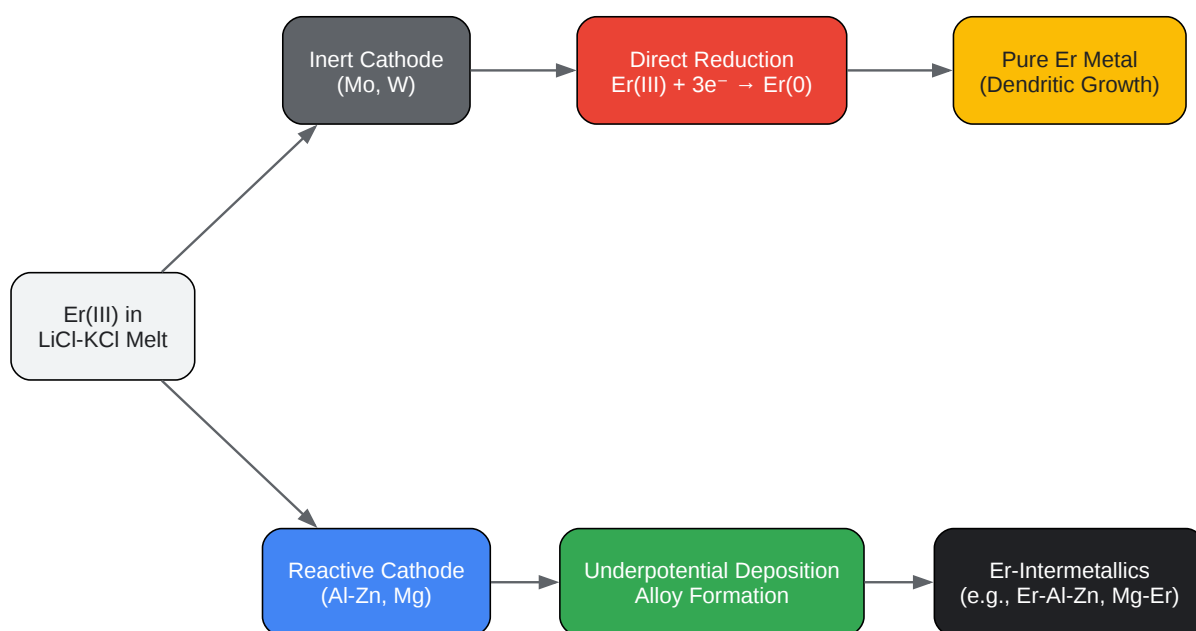 Inert Cathode
(Mo, W)
Direct Reduction
Er(III) + 3e⁻ → Er(0)
Pure Er Metal
(Dendritic Growth)
Er(III) in
LiCl-KCl Melt
Reactive Cathode
(Al-Zn, Mg)
Underpotential Deposition
Alloy Formation
Er-Intermetallics
(e.g., Er-Al-Zn, Mg-Er)